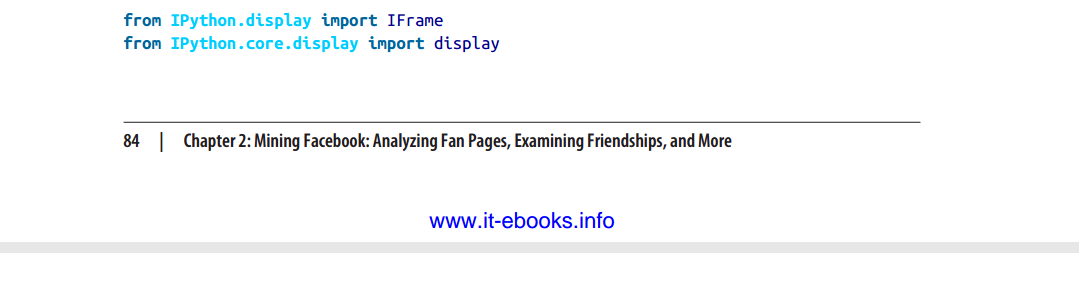 from IPython.display import IFrame
from IPython.core.display import display
84 | Chapter 2: Mining Facebook: Analyzing Fan Pages, Examining Friendships, and More
www.it-ebooks.info